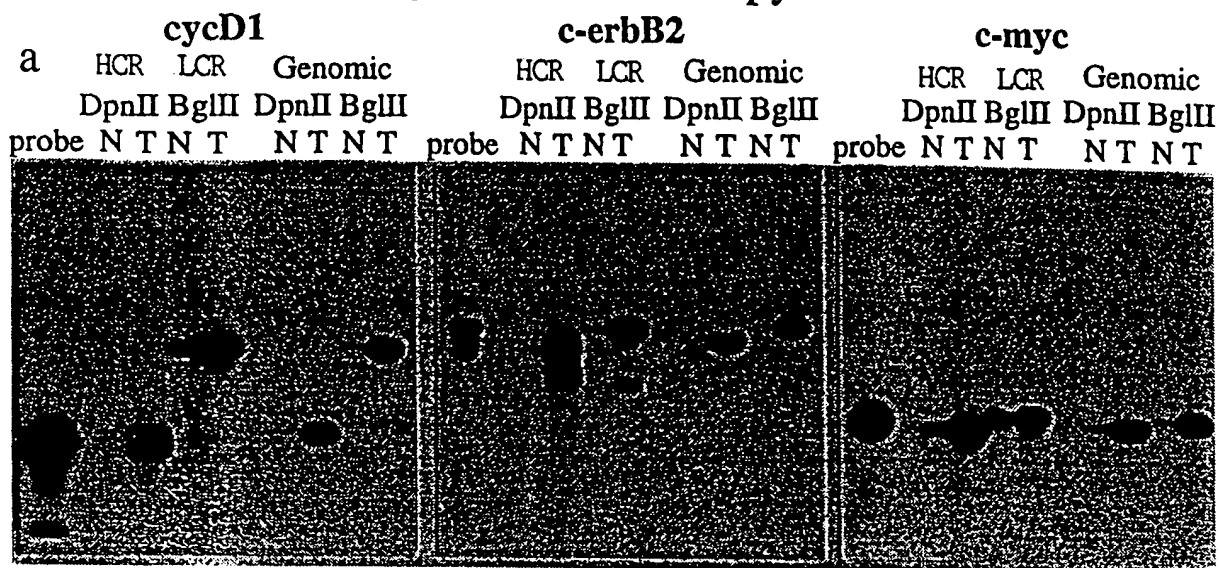 cycD1 c-erbB2 c-myc
a HCR LCR Genomic HCR LCR Genomic HCR LCR Genomic
DpnII BglII DpnII BglII DpnII BglII DpnII BglII DpnII BglII DpnII BglII
probe N T N T N T N T probe N T N T N T N T probe N T N T N T N T